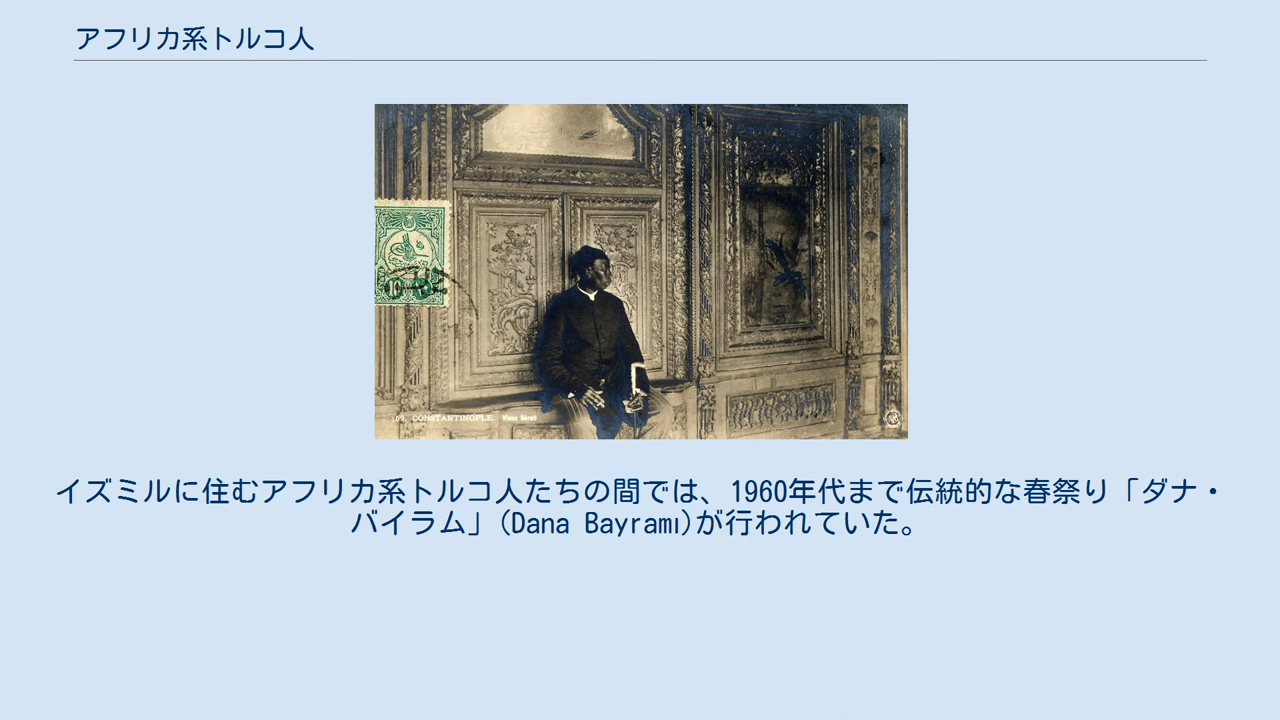 アフリカ系トルコ人
109. CONSTANTINOPLE. Vieux Sérail
イズミルに住むアフリカ系トルコ人たちの間では、1960年代まで伝統的な春祭り「ダナ・
バイラム」(Dana Bayramı)が行われていた。